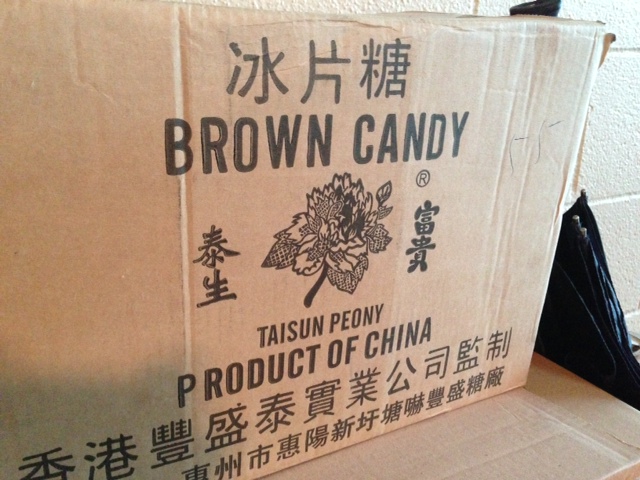 冰片糖
BROWN CANDY
®
泰生
富貴
TAISUN PEONY
PRODUCT OF CHINA
香港豐盛泰實業公司監制
惠州市惠陽新圩塘嚇豐盛糖廠